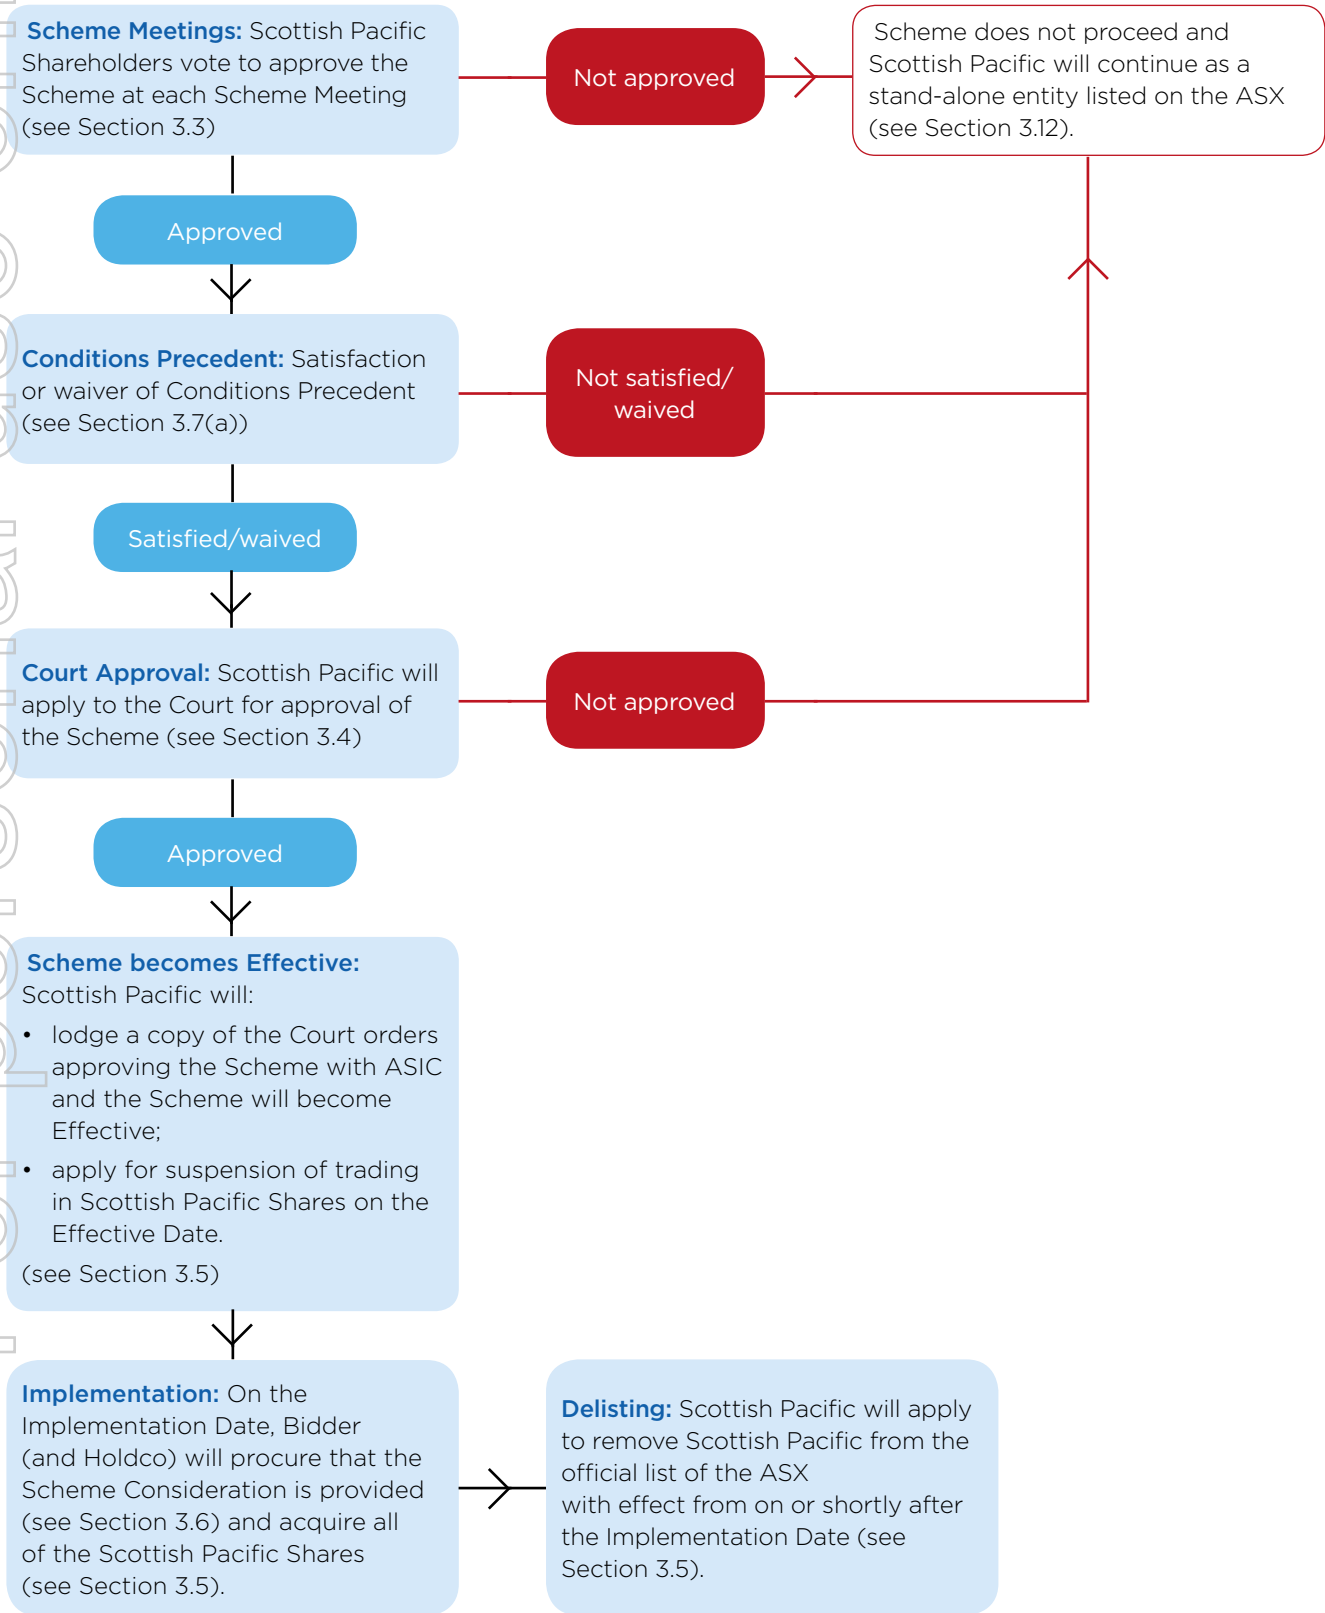 Scheme Meetings: Scottish Pacific
Shareholders vote to approve the
Scheme at each Scheme Meeting
(see Section 3.3)
Not approved
Scheme does not proceed and
Scottish Pacific will continue as a
stand-alone entity listed on the ASX
(see Section 3.12).
Approved
Conditions Precedent: Satisfaction
or waiver of Conditions Precedent
(see Section 3.7(a))
Not satisfied/
waived
Satisfied/waived
Court Approval: Scottish Pacific will
apply to the Court for approval of
the Scheme (see Section 3.4)
Not approved
Approved
Scheme becomes Effective:
Scottish Pacific will:
• lodge a copy of the Court orders
approving the Scheme with ASIC
and the Scheme will become
Effective;
• apply for suspension of trading
in Scottish Pacific Shares on the
Effective Date.
(see Section 3.5)
Implementation: On the
Implementation Date, Bidder
(and Holdco) will procure that the
Scheme Consideration is provided
(see Section 3.6) and acquire all
of the Scottish Pacific Shares
(see Section 3.5).
Delisting: Scottish Pacific will apply
to remove Scottish Pacific from the
official list of the ASX
with effect from on or shortly after
the Implementation Date (see
Section 3.5).